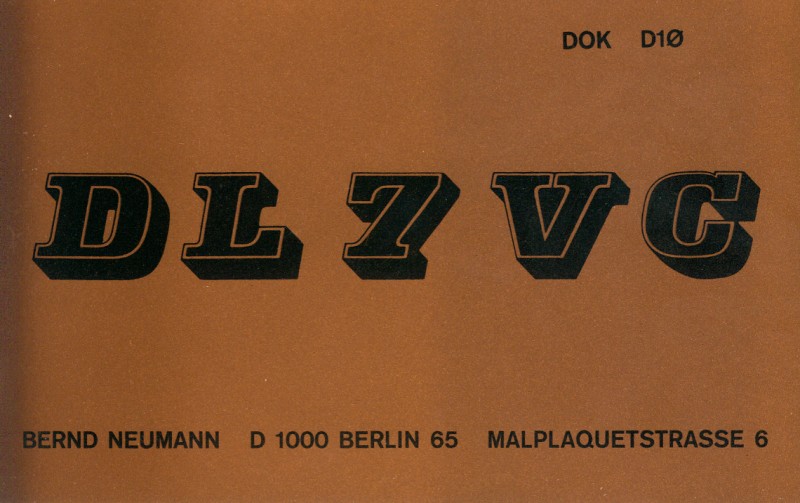 DOK D1Ø
DL7VC
BERND NEUMANN D 1000 BERLIN 65 MALPLAQUETSTRASSE 6